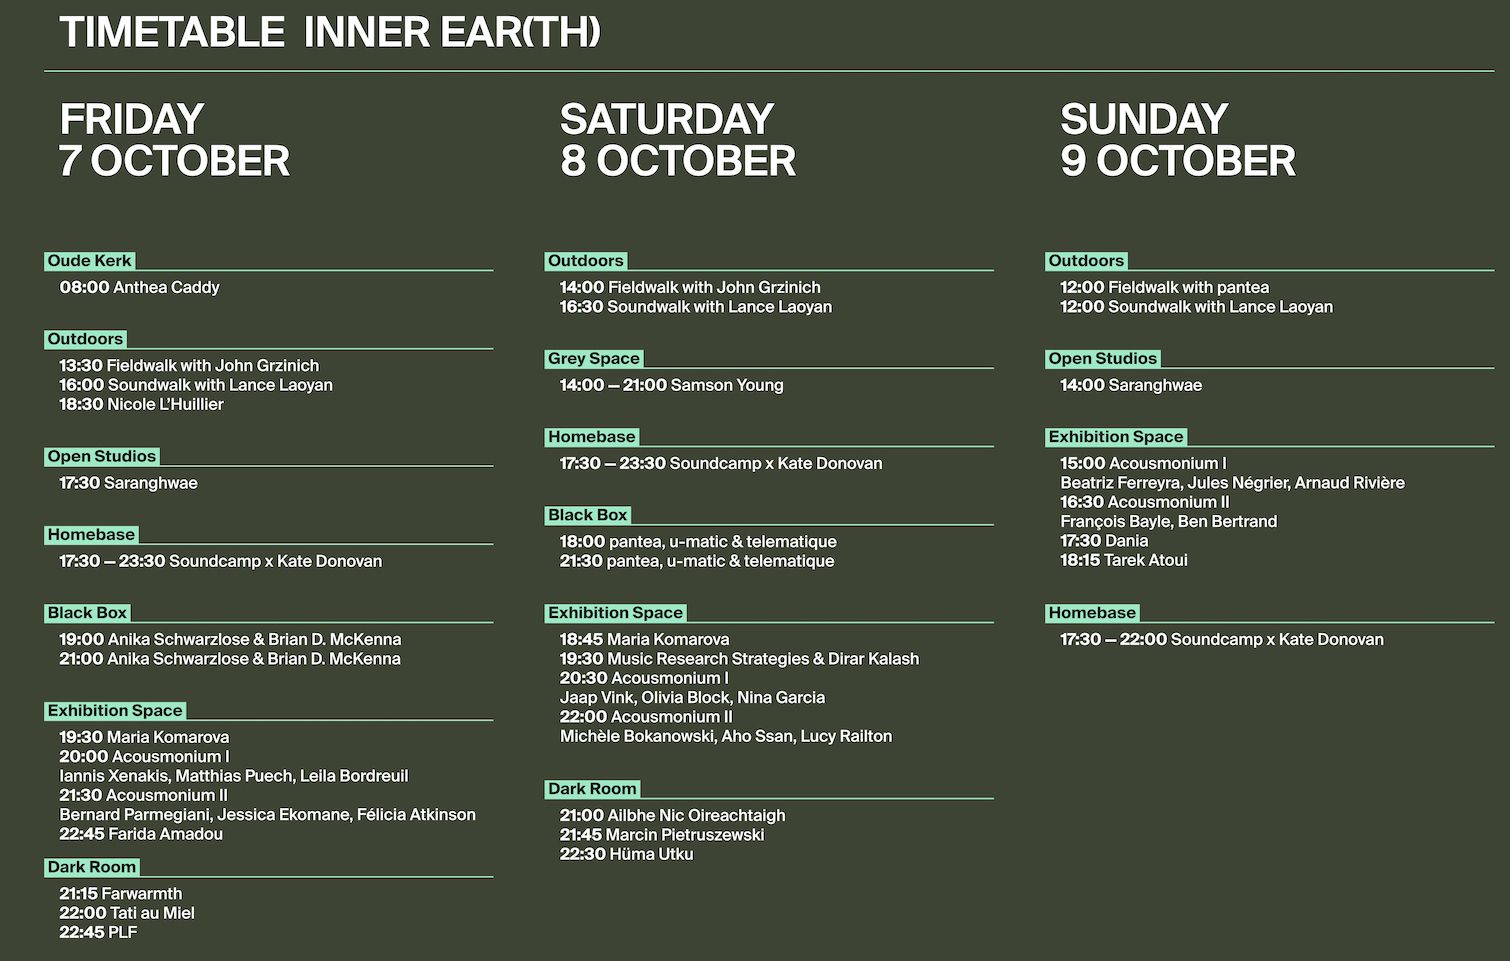 TIMETABLE INNER EAR(TH)
FRIDAY
7 OCTOBER
Oude Kerk
08:00 Anthea Caddy
Outdoors
13:30 Fieldwalk with John Grzinich
16:00 Soundwalk with Lance Laoyan
18:30 Nicole L'Huillier
Open Studios
17:30 Saranghwae
Homebase
17:30 – 23:30 Soundcamp x Kate Donovan
Black Box
19:00 Anika Schwarzlose & Brian D. McKenna
21:00 Anika Schwarzlose & Brian D. McKenna
Exhibition Space
19:30 Maria Komarova
20:00 Acousmonium I
Iannis Xenakis, Matthias Puech, Leila Bordreuil
21:30 Acousmonium II
Bernard Parmegiani, Jessica Ekomane, Félicia Atkinson
22:45 Farida Amadou
Dark Room
21:15 Farwarmth
22:00 Tati au Miel
22:45 PLF
SATURDAY
8 OCTOBER
Outdoors
14:00 Fieldwalk with John Grzinich
16:30 Soundwalk with Lance Laoyan
Grey Space
14:00 – 21:00 Samson Young
Homebase
17:30 – 23:30 Soundcamp x Kate Donovan
Black Box
18:00 pantea, u-matic & telematique
21:30 pantea, u-matic & telematique
Exhibition Space
18:45 Maria Komarova
19:30 Music Research Strategies & Dirar Kalash
20:30 Acousmonium I
Jaap Vink, Olivia Block, Nina Garcia
22:00 Acousmonium II
Michèle Bokanowski, Aho Ssan, Lucy Railton
Dark Room
21:00 Ailbhe Nic Oireachtaigh
21:45 Marcin Pietruszewski
22:30 Hüma Utku
SUNDAY
9 OCTOBER
Outdoors
12:00 Fieldwalk with pantea
12:00 Soundwalk with Lance Laoyan
Open Studios
14:00 Saranghwae
Exhibition Space
15:00 Acousmonium I
Beatriz Ferreyra, Jules Négrier, Arnaud Rivière
16:30 Acousmonium II
François Bayle, Ben Bertrand
17:30 Dania
18:15 Tarek Atoui
Homebase
17:30 – 22:00 Soundcamp x Kate Donovan